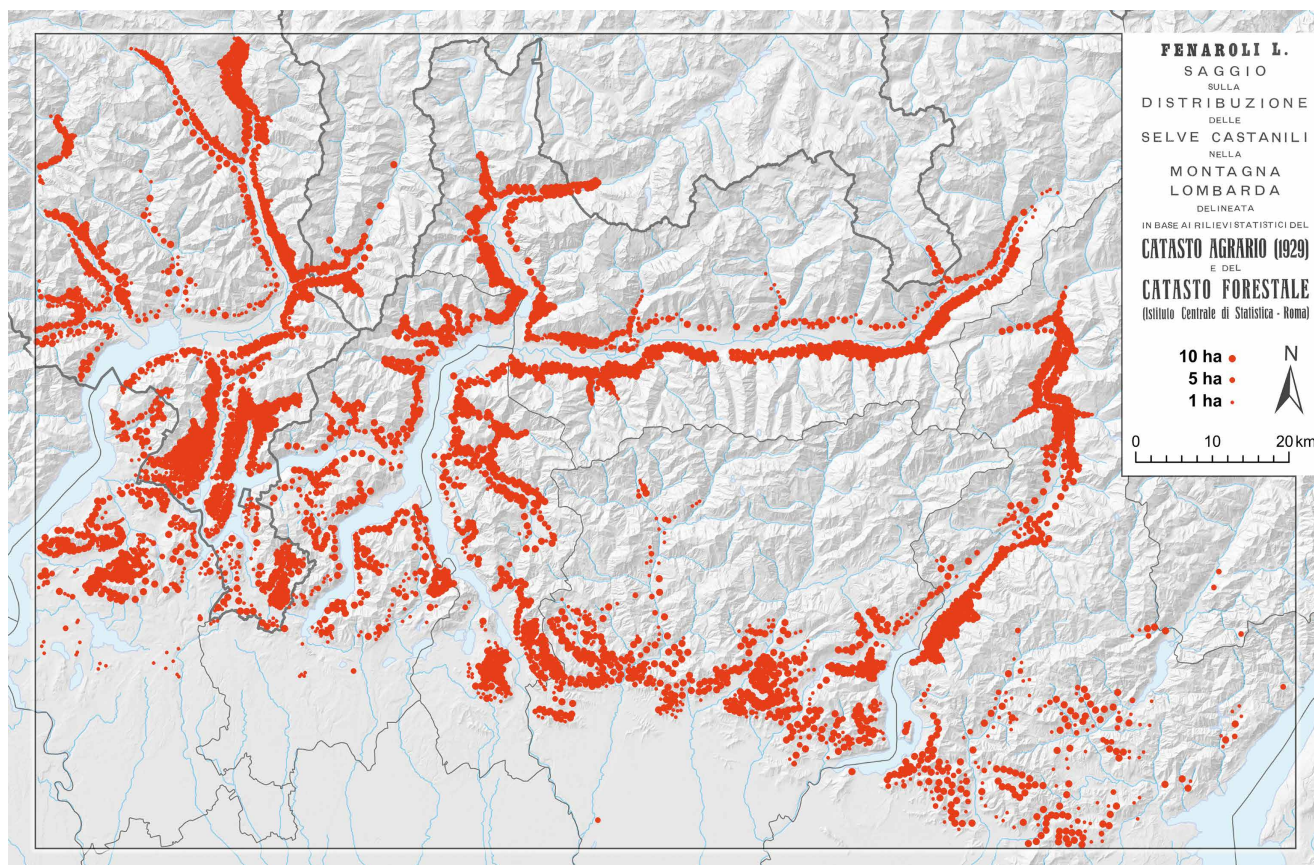 FENAROLI L.
SAGGIO
SULLA
DISTRIBUZIONE
DELLE
SELVE CASTANILI
NELLA
MONTAGNA
LOMBARDA
DELINEATA
IN BASE AI RILIEVI STATISTICI DEL
CATASTO AGRARIO (1929)
E DEL
CATASTO FORESTALE
(Istituto Centrale di Statistica - Roma)
10 ha
5 ha
1 ha
N
0 10 20 km